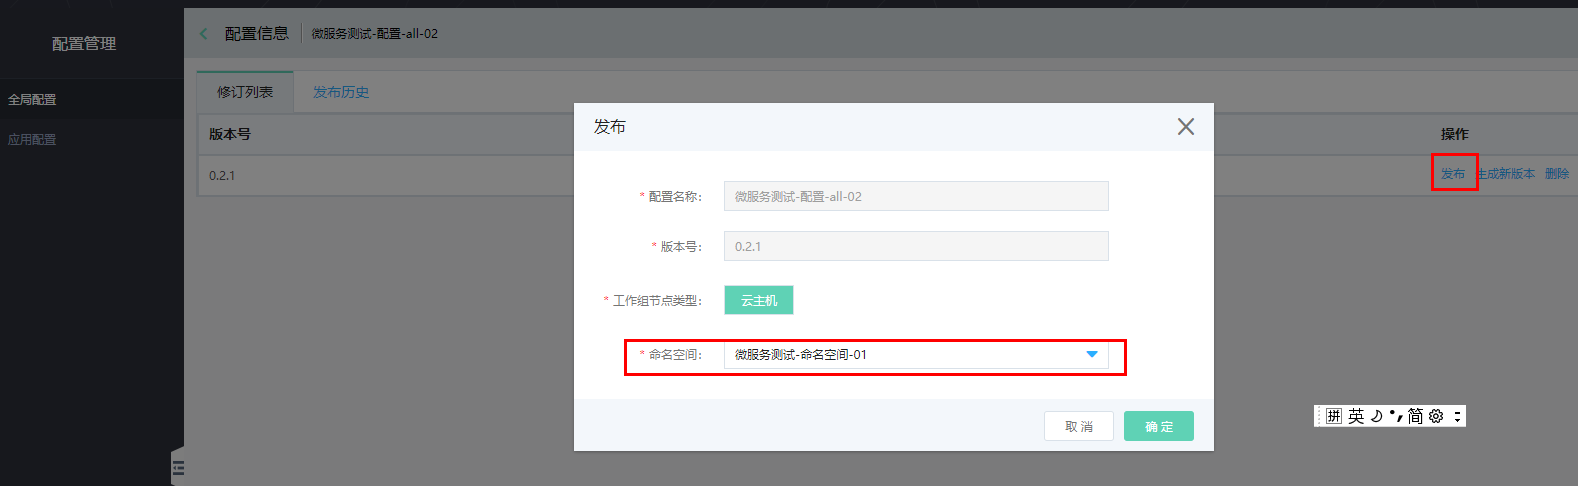 配置管理
全局配置
应用配置
配置信息 微服务测试-配置-all-02
修订列表 发布历史
版本号 操作
0.2.1 发布 生成新版本 删除
发布
* 配置名称: 微服务测试-配置-all-02
* 版本号: 0.2.1
* 工作组节点类型: 云主机
* 命名空间: 微服务测试-命名空间-01
取消 确定
拼 英 简